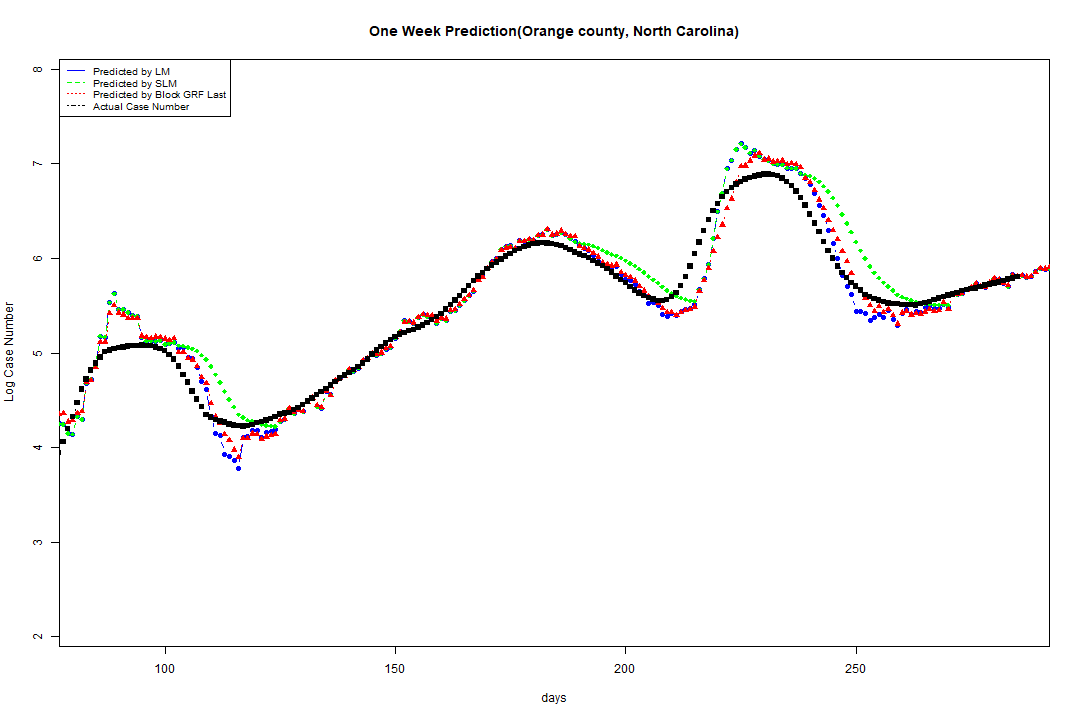 One Week Prediction(Orange county, North Carolina)
Predicted by LM
Predicted by SLM
Predicted by Block GRF Last
Actual Case Number
8
7
6
5
4
3
2
Log Case Number
100 150 200 250
days